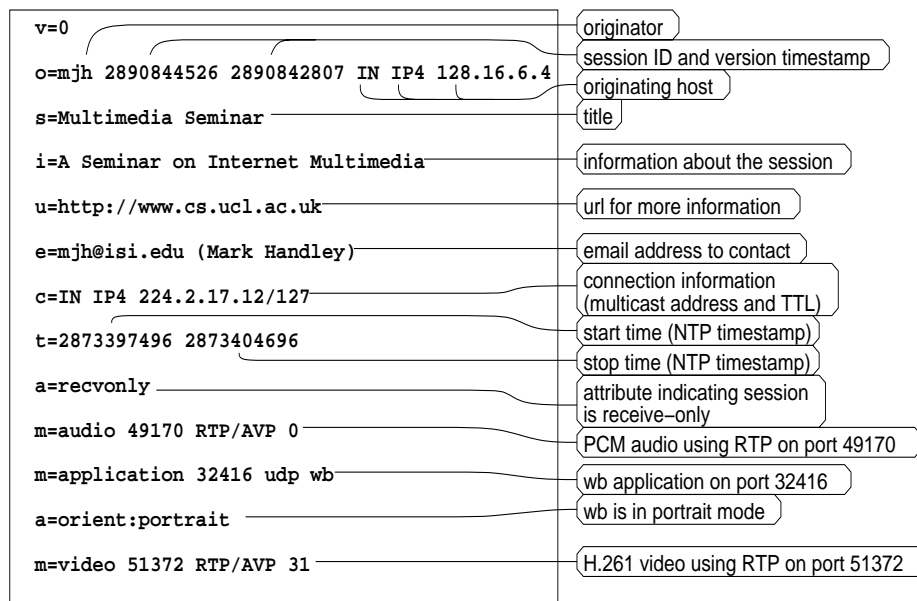 v=0
originator
session ID and version timestamp
o=mjh 2890844526 2890842807 IN IP4 128.16.6.4
originating host
s=Multimedia Seminar
title
i=A Seminar on Internet Multimedia
information about the session
u=http://www.cs.ucl.ac.uk
url for more information
e=mjh@isi.edu (Mark Handley)
email address to contact
c=IN IP4 224.2.17.12/127
connection information
(multicast address and TTL)
t=2873397496 2873404696
start time (NTP timestamp)
stop time (NTP timestamp)
a=recvonly
attribute indicating session
is receive−only
m=audio 49170 RTP/AVP 0
PCM audio using RTP on port 49170
m=application 32416 udp wb
wb application on port 32416
a=orient:portrait
wb is in portrait mode
m=video 51372 RTP/AVP 31
H.261 video using RTP on port 51372